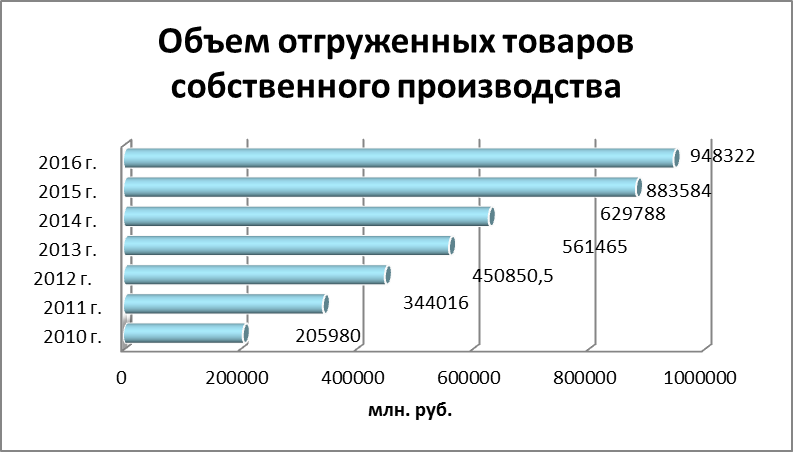 Объем отгруженных товаров
собственного производства
2016 г. 948322
2015 г. 883584
2014 г. 629788
2013 г. 561465
2012 г. 450850,5
2011 г. 344016
2010 г. 205980
0 200000 400000 600000 800000 1000000
млн. руб.